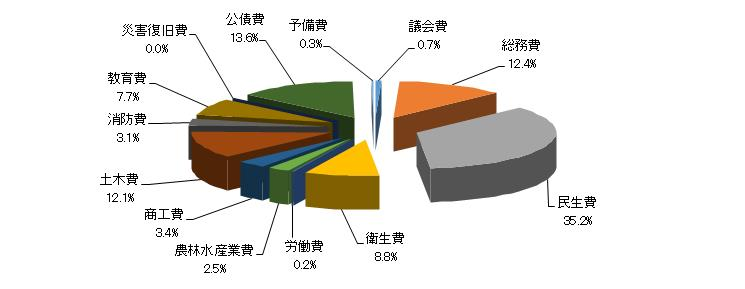 議会費
0.7%
総務費
12.4%
民生費
35.2%
衛生費
8.8%
労働費
0.2%
農林水産業費
2.5%
商工費
3.4%
土木費
12.1%
消防費
3.1%
教育費
7.7%
災害復旧費
0.0%
公債費
13.6%
予備費
0.3%